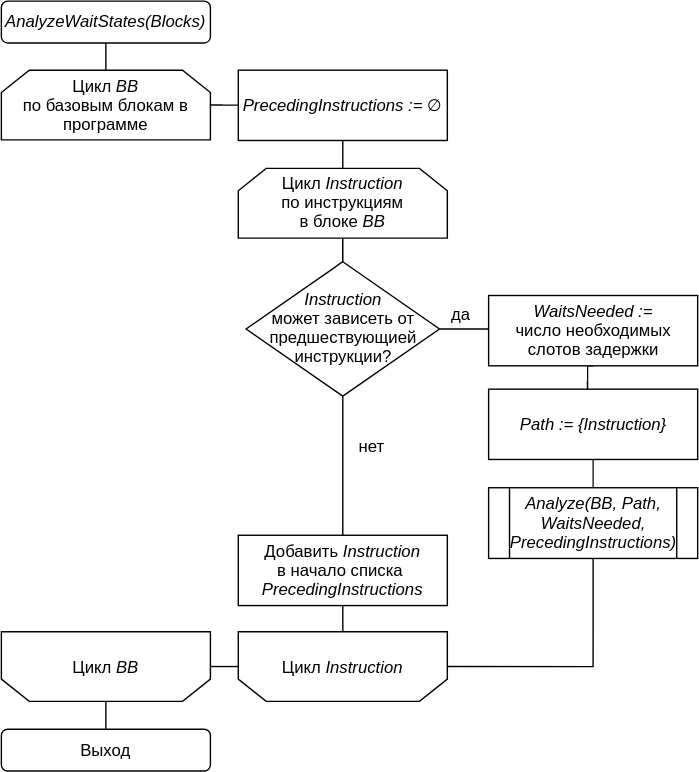 AnalyzeWaitStates(Blocks)
Цикл BB
по базовым блокам в
программе
PrecedingInstructions := ∅
Цикл Instruction
по инструкциям
в блоке BB
Instruction
может зависеть от
предшествующией
инструкции?
да
WaitsNeeded :=
число необходимых
слотов задержки
Path := {Instruction}
нет
Analyze(BB, Path,
WaitsNeeded,
PrecedingInstructions)
Добавить Instruction
в начало списка
PrecedingInstructions
Цикл BB
Цикл Instruction
Выход